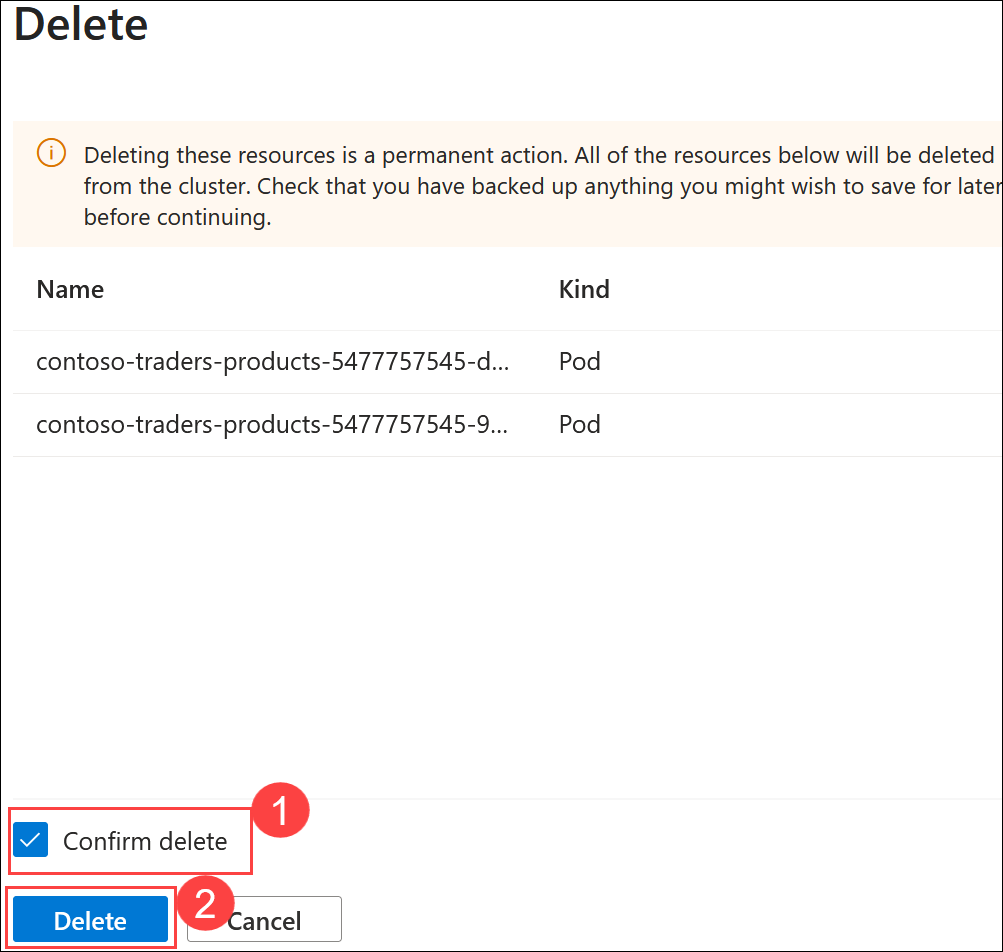 Delete
Deleting these resources is a permanent action. All of the resources below will be deleted
from the cluster. Check that you have backed up anything you might wish to save for later
before continuing.
Name Kind
contoso-traders-products-5477757545-d... Pod
contoso-traders-products-5477757545-9... Pod
1
Confirm delete
2
Delete Cancel